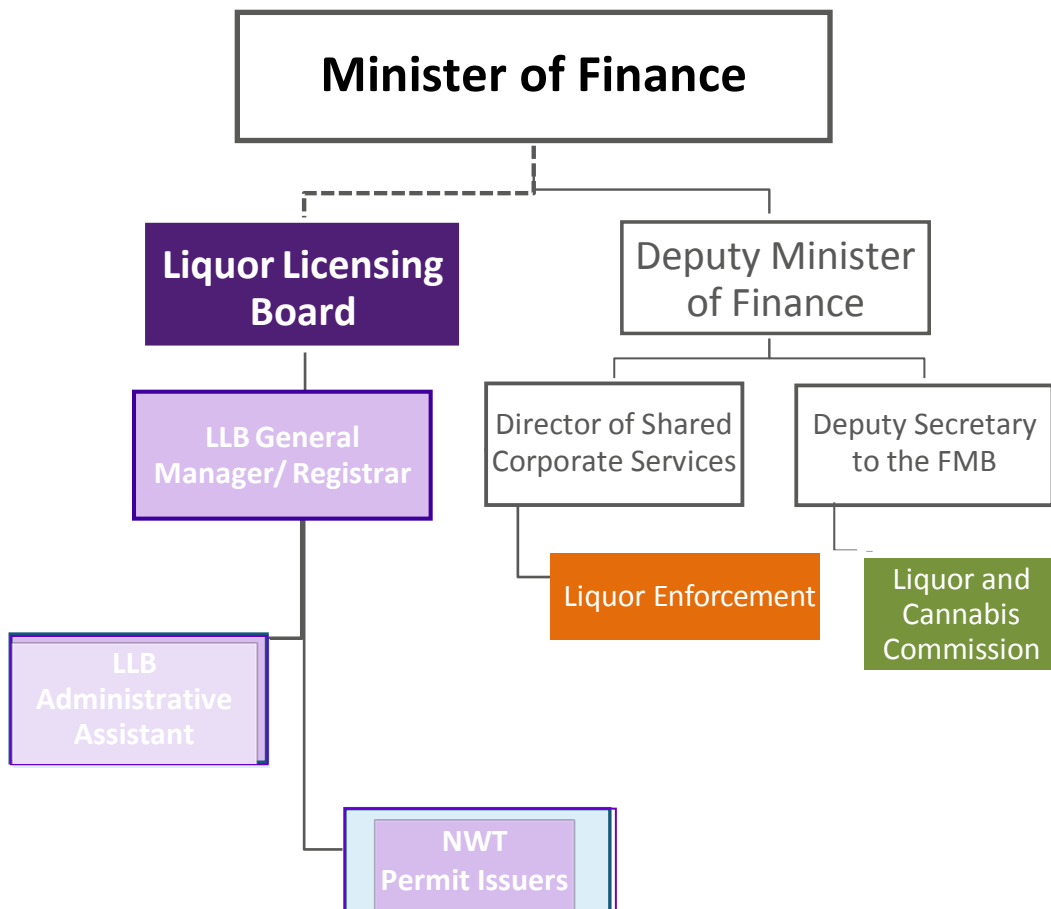 Minister of Finance
Liquor Licensing
Board
Deputy Minister
of Finance
LLB General
Manager/ Registrar
Director of Shared
Corporate Services
Deputy Secretary
to the FMB
Liquor Enforcement
Liquor and
Cannabis
Commission
LLB
Administrative
Assistant
NWT
Permit Issuers